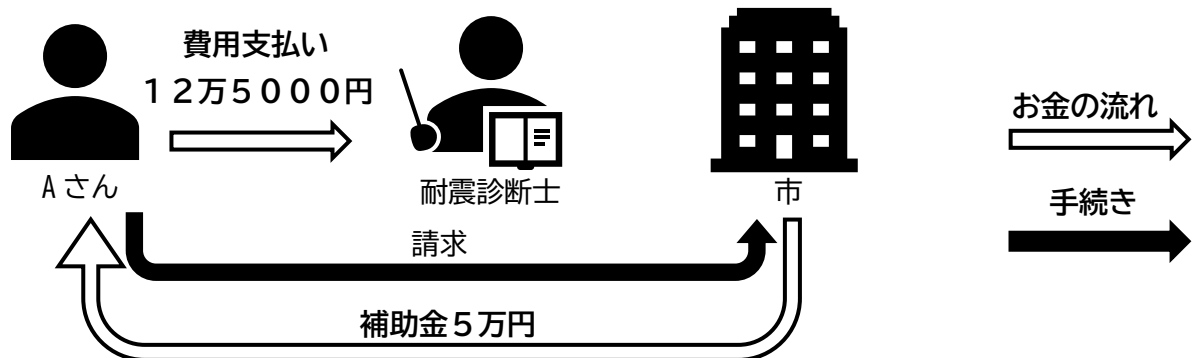 費用支払い
１２万５０００円
お金の流れ
Aさん
耐震診断士
市
手続き
請求
補助金５万円